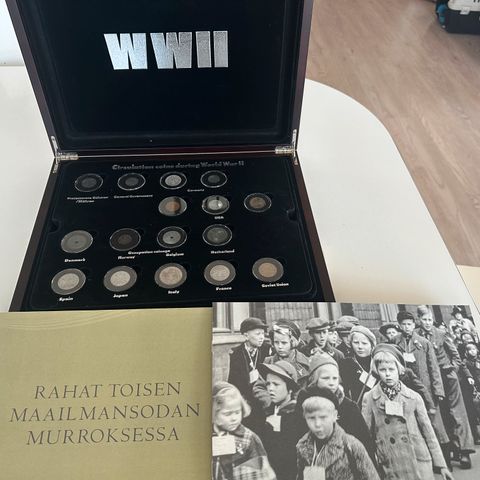 WWII
Circulation coins during World War II
Protectorate Bohemia
/Mähren
General Government
Germany
USA
Occupation coinage
Denmark
Norway
Belgium
Netherland
Spain
Japan
Italy
France
Soviet Union
RAHAT TOISEN
MAAILMANSODAN
MURROKSESSA